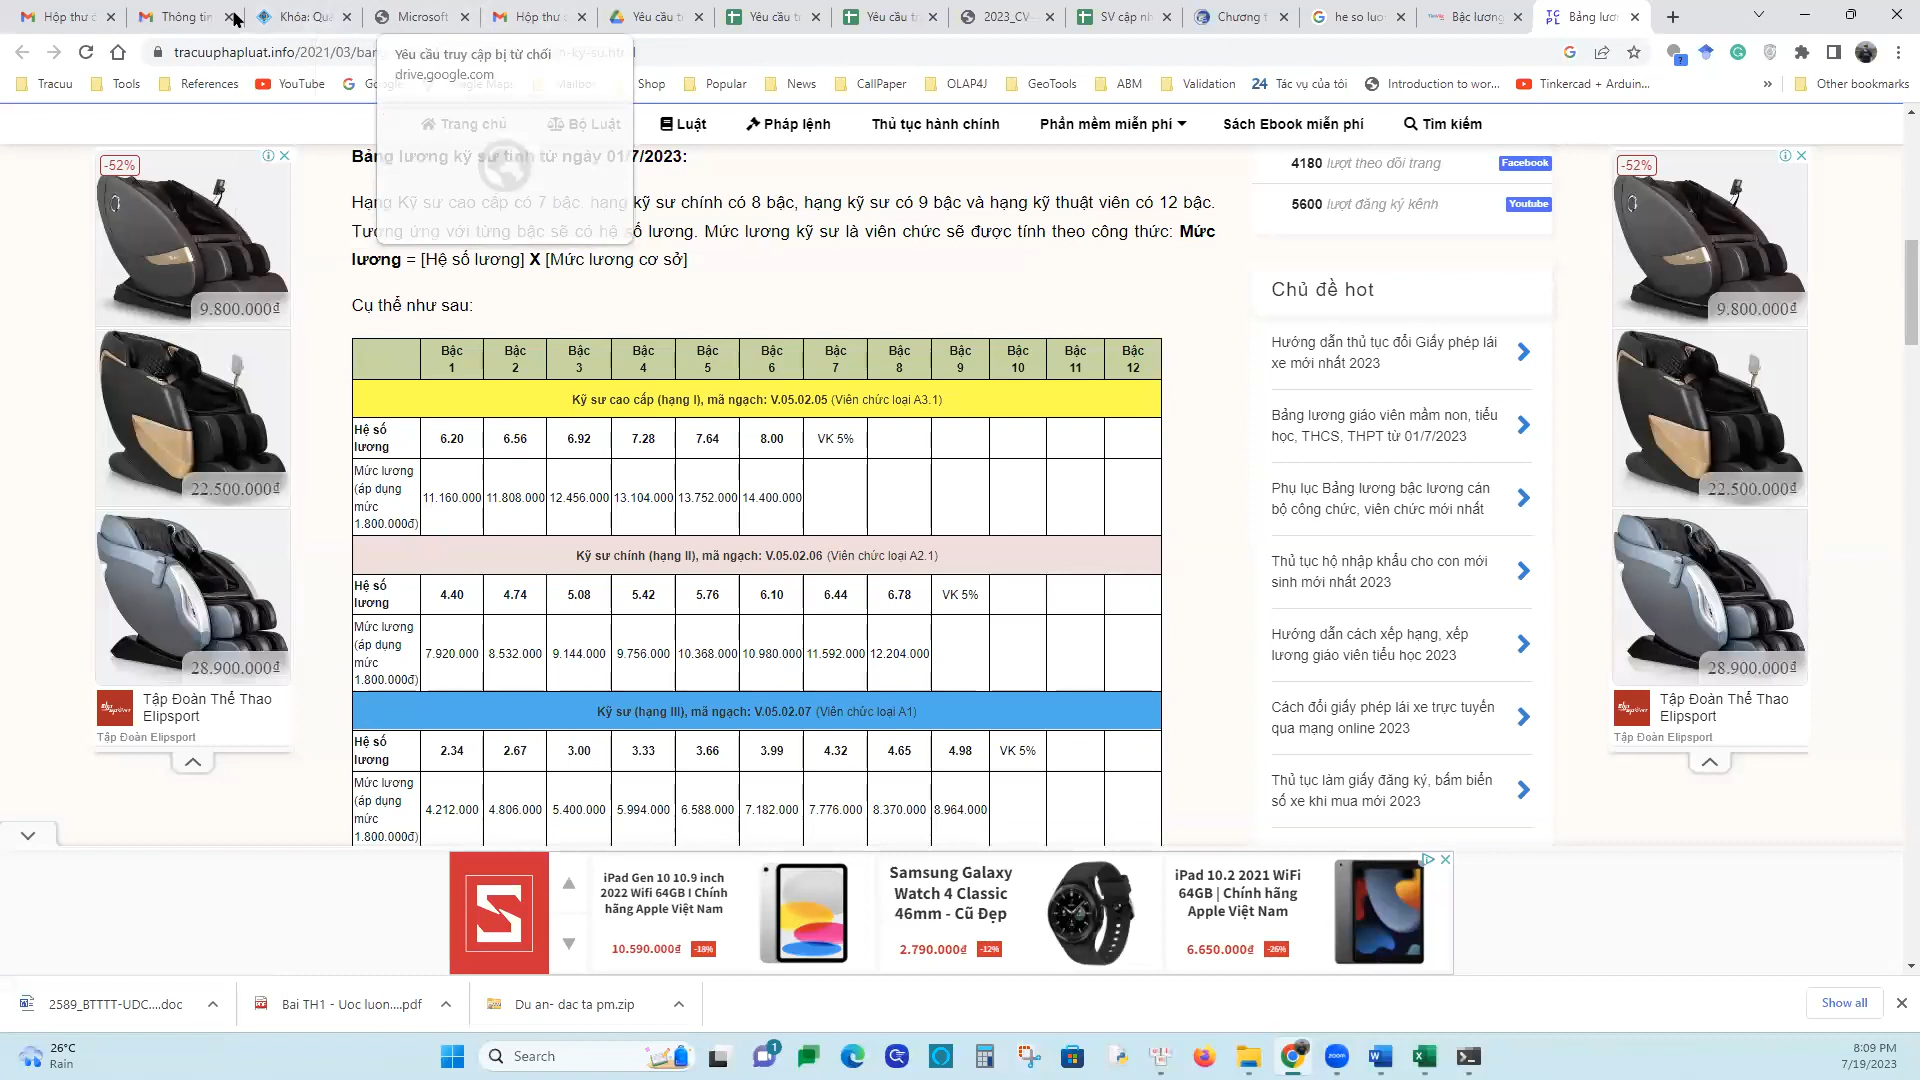 Hộp thư
Thông tin
Khóa: Qu
Microsoft
Hộp thư
Yêu cầu t
Yêu cầu t
Yêu cầu t
2023_CV
SV cập nh
Chương t
he so luo
Bậc lương
Bảng lươ
tracuuphapluat.info/2021/03/bang
h-ky-su.ht
Yêu cầu truy cập bị từ chối
drive.google.com
Tracuu
Tools
References
YouTube
Shop
Popular
News
CallPaper
OLAP4J
GeoTools
ABM
Validation
24 Tác vụ của tôi
Introduction to wor...
Tinkercad + Arduin...
»
Other bookmarks
Trang chủ
Bộ Luật
Luật
Pháp lệnh
Thủ tục hành chính
Phần mềm miễn phí
Sách Ebook miễn phí
Tìm kiếm
Bảng lương kỹ sư tính từ ngày 01/7/2023:
Hạng Kỹ sư cao cấp có 7 bậc, hạng kỹ sư chính có 8 bậc, hạng kỹ sư có 9 bậc và hạng kỹ thuật viên có 12 bậc.
Tương ứng với từng bậc sẽ có hệ số lương. Mức lương kỹ sư là viên chức sẽ được tính theo công thức: Mức
lương = [Hệ số lương] X [Mức lương cơ sở]
Cụ thể như sau:
Bậc 1 Bậc 2 Bậc 3 Bậc 4 Bậc 5 Bậc 6 Bậc 7 Bậc 8 Bậc 9 Bậc 10 Bậc 11 Bậc 12
Kỹ sư cao cấp (hạng I), mã ngạch: V.05.02.05 (Viên chức loại A3.1)
Hệ số lương 6.20 6.56 6.92 7.28 7.64 8.00 VK 5%
Mức lương (áp dụng mức 1.800.000đ) 11.160.000 11.808.000 12.456.000 13.104.000 13.752.000 14.400.000
Kỹ sư chính (hạng II), mã ngạch: V.05.02.06 (Viên chức loại A2.1)
Hệ số lương 4.40 4.74 5.08 5.42 5.76 6.10 6.44 6.78 VK 5%
Mức lương (áp dụng mức 1.800.000đ) 7.920.000 8.532.000 9.144.000 9.756.000 10.368.000 10.980.000 11.592.000 12.204.000
Kỹ sư (hạng III), mã ngạch: V.05.02.07 (Viên chức loại A1)
Hệ số lương 2.34 2.67 3.00 3.33 3.66 3.99 4.32 4.65 4.98 VK 5%
Mức lương (áp dụng mức 1.800.000đ) 4.212.000 4.806.000 5.400.000 5.994.000 6.588.000 7.182.000 7.776.000 8.370.000 8.964.000
-52%
9.800.000₫
22.500.000₫
28.900.000₫
Tập Đoàn Thể Thao
Elipsport
Tập Đoàn Elipsport
4180 lượt theo dõi trang
Facebook
5600 lượt đăng ký kênh
Youtube
Chủ đề hot
Hướng dẫn thủ tục đổi Giấy phép lái
xe mới nhất 2023
Bảng lương giáo viên mầm non, tiểu
học, THCS, THPT từ 01/7/2023
Phụ lục Bảng lương bậc lương cán
bộ công chức, viên chức mới nhất
Thủ tục hộ nhập khẩu cho con mới
sinh mới nhất 2023
Hướng dẫn cách xếp hạng, xếp
lương giáo viên tiểu học 2023
Cách đổi giấy phép lái xe trực tuyến
qua mạng online 2023
Thủ tục làm giấy đăng ký, bấm biển
số xe khi mua mới 2023
-52%
9.800.000₫
22.500.000₫
28.900.000₫
Tập Đoàn Thể Thao
Elipsport
Tập Đoàn Elipsport
iPad Gen 10 10.9 inch
2022 Wifi 64GB I Chính
hãng Apple Việt Nam
10.590.000₫ -18%
Samsung Galaxy
Watch 4 Classic
46mm - Cũ Đẹp
2.790.000₫ -12%
iPad 10.2 2021 WiFi
64GB | Chính hãng
Apple Việt Nam
6.650.000₫ -26%
2589_BTTTT-UDC....doc
Bai TH1 - Uoc luon....pdf
Du an- dac ta pm.zip
Show all
26°C
Rain
Search
1
zoom
8:09 PM
7/19/2023